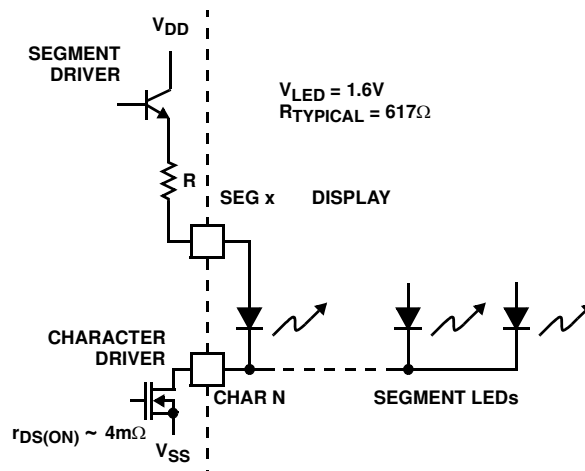 VDD
SEGMENT
DRIVER
VLED = 1.6V
RTYPICAL = 617Ω
R
SEG x
DISPLAY
CHARACTER
DRIVER
CHAR N
SEGMENT LEDs
rDS(ON) ~ 4mΩ
VSS